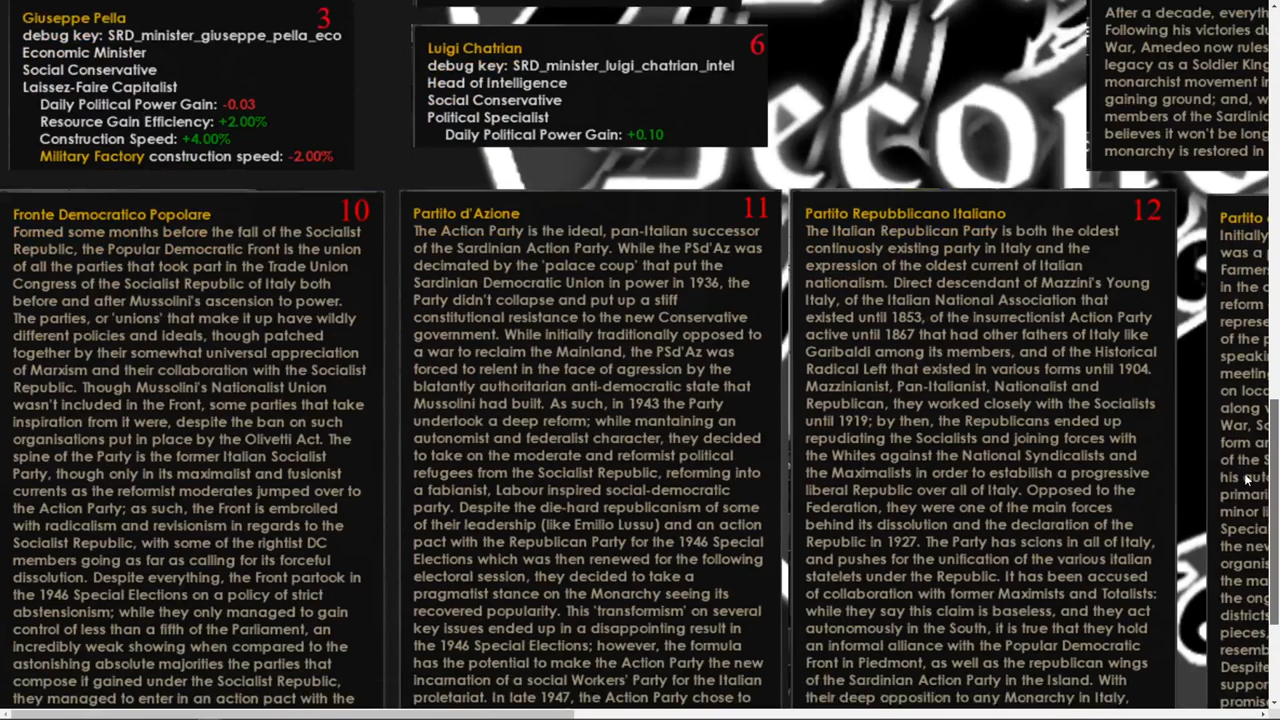 Giuseppe Pella
3
debug key: SRD_minister_giuseppe_pella_eco
Economic Minister
Social Conservative
Laissez-Faire Capitalist
Daily Political Power Gain: -0.03
Resource Gain Efficiency: +2.00%
Construction Speed: +4.00%
Military Factory construction speed: -2.00%
Luigi Chatrian
6
debug key: SRD_minister_luigi_chatrian_intel
Head of Intelligence
Social Conservative
Political Specialist
Daily Political Power Gain: +0.10
After a decade, everyth
Following his victories du
War, Amedeo now rules
legacy as a Soldier King
monarchist movement i
gaining ground; and, w
members of the Sardinia
believes it won't be long
monarchy is restored in
Fronte Democratico Popolare
10
Formed some months before the fall of the Socialist
Republic, the Popular Democratic Front is the union
of all the parties that took part in the Trade Union
Congress of the Socialist Republic of Italy both
before and after Mussolini's ascension to power.
The parties, or 'unions' that make it up have wildly
different policies and ideals, though patched
together by their somewhat universal appreciation
of Marxism and their collaboration with the Socialist
Republic. Though Mussolini's Nationalist Union
wasn't included in the Front, some parties that take
inspiration from it were, despite the ban on such
organisations put in place by the Olivetti Act. The
spine of the Party is the former Italian Socialist
Party, though only in its maximalist and fusionist
currents as the reformist moderates jumped over to
the Action Party; as such, the Front is embroiled
with radicalism and revisionism in regards to the
Socialist Republic, with some of the rightist DC
members going as far as calling for its forceful
dissolution. Despite everything, the Front partook in
the 1946 Special Elections on a policy of strict
abstensionism; while they only managed to gain
control of less than a fifth of the Parliament, an
incredibly weak showing when compared to the
astonishing absolute majorities the parties that
compose it gained under the Socialist Republic,
they managed to enter in an action pact with the
Partito d'Azione
11
The Action Party is the ideal, pan-Italian successor
of the Sardinian Action Party. While the PSd'Az was
decimated by the 'palace coup' that put the
Sardinian Democratic Union in power in 1936, the
Party didn't collapse and put up a stiff
constitutional resistance to the new Conservative
government. While initially traditionally opposed to
a war to reclaim the Mainland, the PSd'Az was
forced to relent in the face of agression by the
blatantly authoritarian anti-democratic state that
Mussolini had built. As such, in 1943 the Party
undertook a deep reform; while mantaining an
autonomist and federalist character, they decided
to take on the moderate and reformist political
refugees from the Socialist Republic, reforming into
a fabianist, Labour inspired social-democratic
party. Despite the die-hard republicanism of some
of their leadership (like Emilio Lussu) and an action
pact with the Republican Party for the 1946 Special
Elections which was then renewed for the following
electoral session, they decided to take a
pragmatist stance on the Monarchy seeing its
recovered popularity. This 'transformism' on several
key issues ended up in a disappointing result in
the 1946 Special Elections; however, the formula
has the potential to make the Action Party the new
incarnation of a social Workers' Party for the Italian
proletariat. In late 1947, the Action Party chose to
Partito Repubblicano Italiano
12
The Italian Republican Party is both the oldest
continuosly existing party in Italy and the
expression of the oldest current of Italian
nationalism. Direct descendant of Mazzini's Young
Italy, of the Italian National Association that
existed until 1853, of the insurrectionist Action Party
active until 1867 that had other fathers of Italy like
Garibaldi among its members, and of the Historical
Radical Left that existed in various forms until 1904.
Mazzinianist, Pan-Italianist, Nationalist and
Republican, they worked closely with the Socialists
until 1919; by then, the Republicans ended up
repudiating the Socialists and joining forces with
the Whites against the National Syndicalists and
the Maximalists in order to establish a progressive
liberal Republic over all of Italy. Opposed to the
Federation, they were one of the main forces
behind its dissolution and the declaration of the
Republic in 1927. The Party has scions in all of Italy,
and pushes for the unification of the various italian
statelets under the Republic. It has been accused
of collaboration with former Maximists and Totalists:
while they say this claim is baseless, and they act
autonomously in the South, it is true that they hold
an informal alliance with the Popular Democratic
Front in Piedmont, as well as the republican wings
of the Sardinian Action Party in the Island. With
their deep opposition to any Monarchy in Italy,
Partito
Initially
was a p
Farmers
in the c
reform
represe
of the p
speakin
meeting
on loca
along v
War, So
form ar
of the S
his auto
primari
minor li
Special
the new
organis
the ma
the ong
districts
pieces,
resemb
Despite
suppor
promise